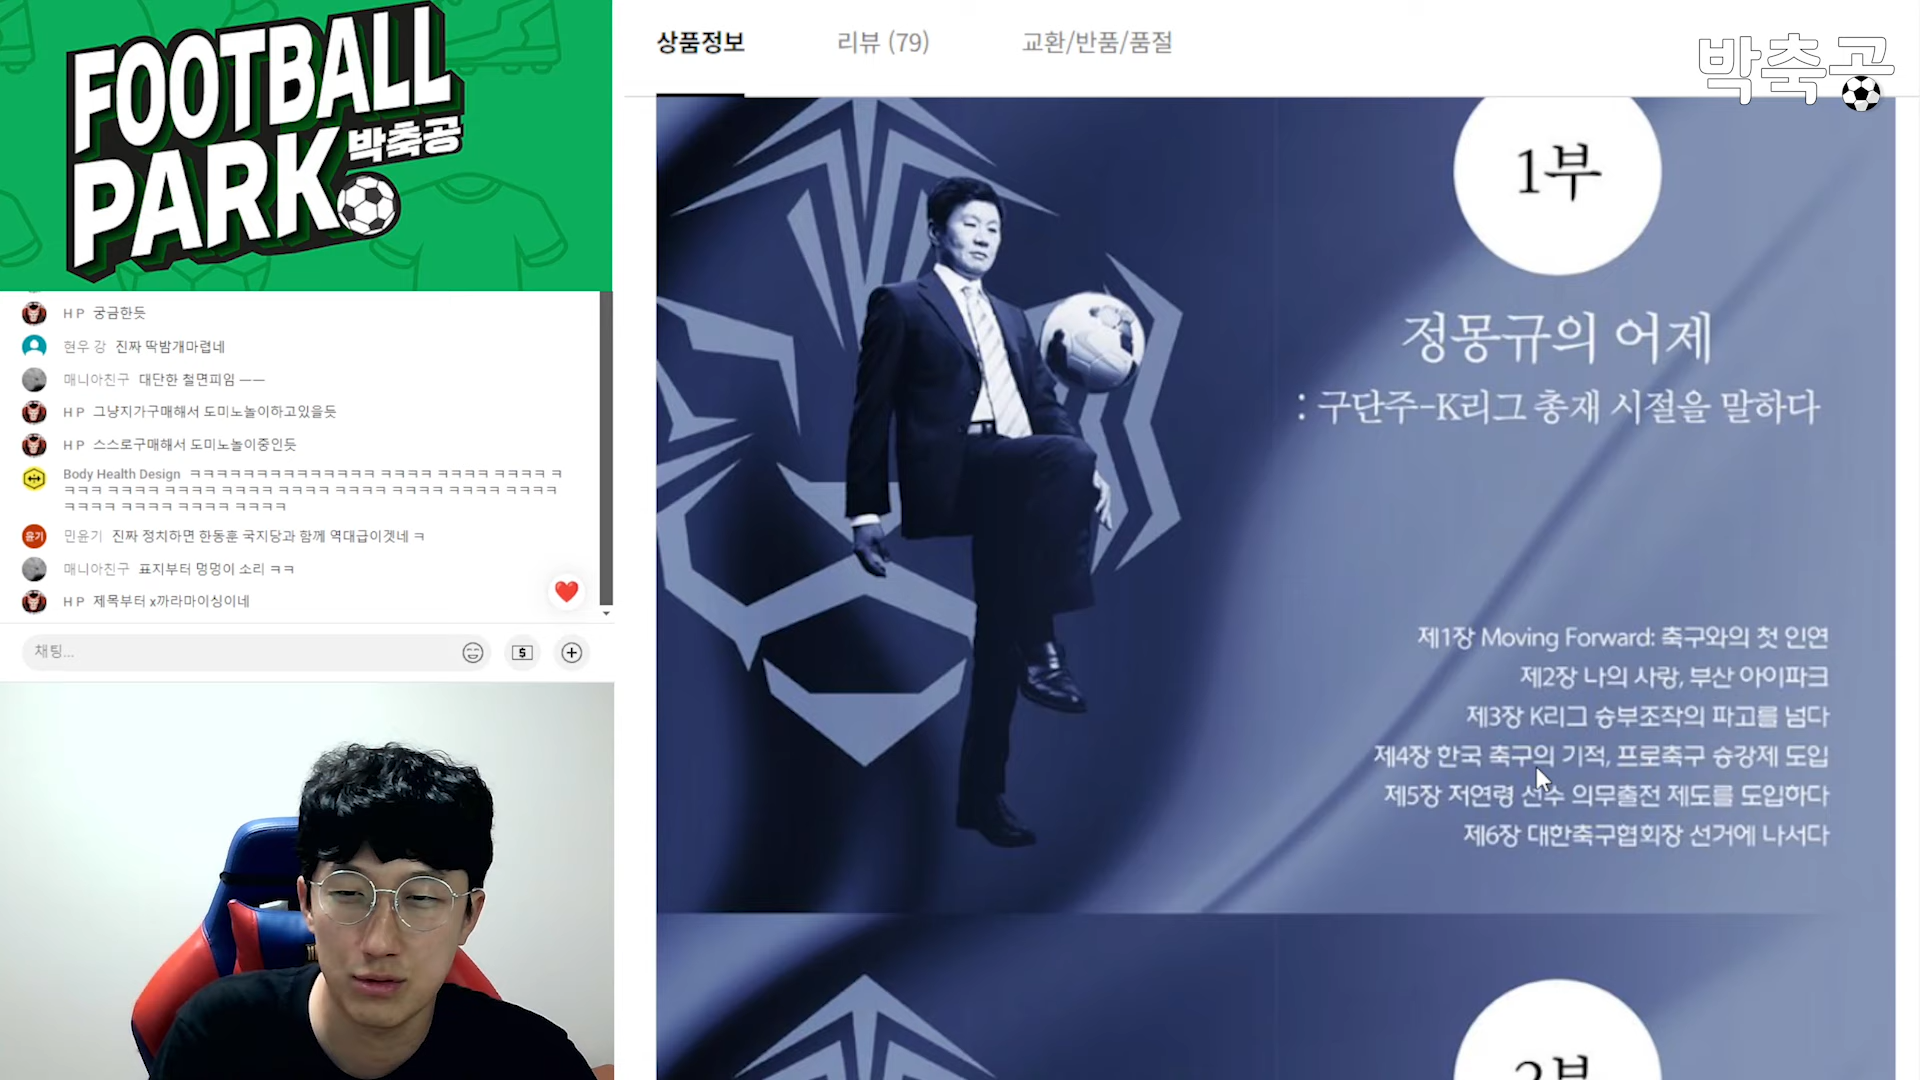 FOOTBALL
PARK 박축공
H P 궁금한듯
현우 강 진짜 딱밤개마렵네
매니아친구 대단한 철면피임 ㅡㅡ
H P 그냥지가구매해서 도미노놀이하고있을듯
H P 스스로구매해서 도미노놀이중인듯
Body Health Design ㅋㅋㅋㅋㅋㅋㅋㅋㅋㅋㅋㅋㅋㅋ ㅋㅋㅋㅋ ㅋㅋㅋㅋ ㅋㅋㅋㅋ ㅋ
ㅋㅋㅋ ㅋㅋㅋㅋ ㅋㅋㅋㅋ ㅋㅋㅋㅋ ㅋㅋㅋㅋ ㅋㅋㅋㅋ ㅋㅋㅋㅋ ㅋㅋㅋㅋ ㅋㅋㅋㅋ
ㅋㅋㅋㅋ ㅋㅋㅋㅋ ㅋㅋㅋㅋ ㅋㅋㅋㅋ
윤기 민윤기 진짜 정치하면 한동훈 국지당과 함께 역대급이겟네 ㅋ
매니아친구 표지부터 멍멍이 소리 ㅋㅋ
H P 제목부터 x까라마이싱이네
채팅...
상품정보 리뷰 (79) 교환/반품/품절
박축공
1부
정몽규의 어제
: 구단주-K리그 총재 시절을 말하다
제1장 Moving Forward: 축구와의 첫 인연
제2장 나의 사랑, 부산 아이파크
제3장 K리그 승부조작의 파고를 넘다
제4장 한국 축구의 기적, 프로축구 승강제 도입
제5장 저연령 선수 의무출전 제도를 도입하다
제6장 대한축구협회장 선거에 나서다
2부